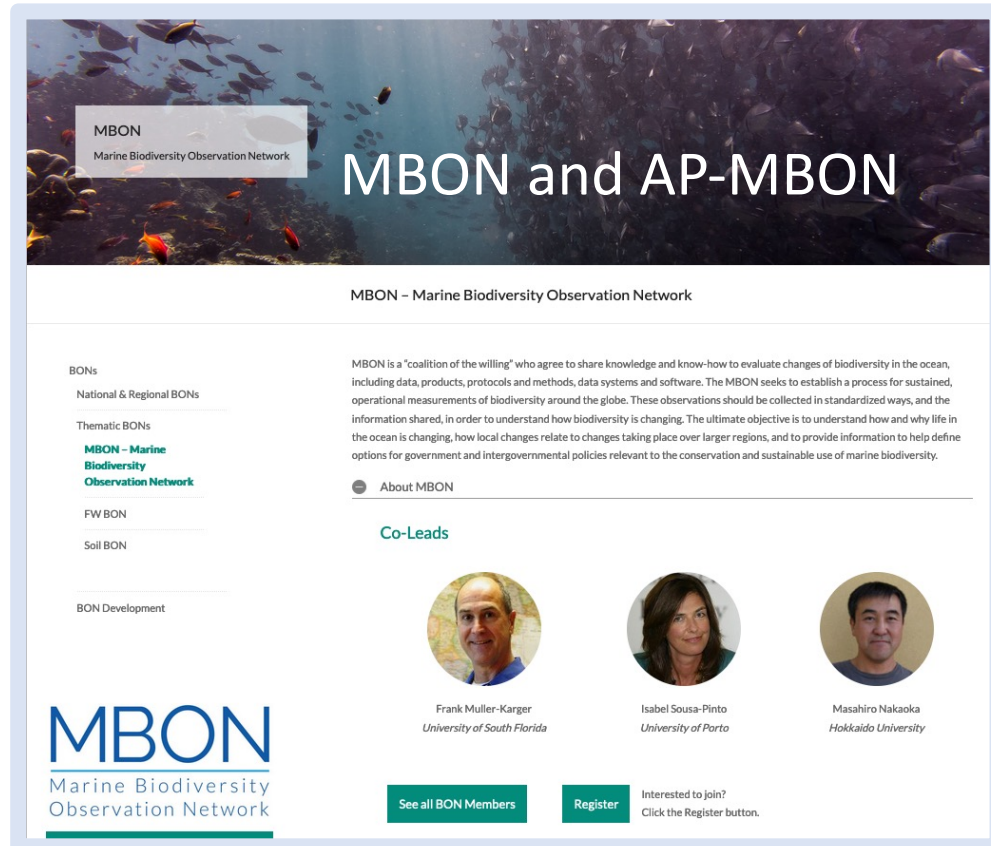 MBON
Marine Biodiversity Observation Network
MBON and AP-MBON
MBON – Marine Biodiversity Observation Network
BONs
National & Regional BONs
Thematic BONs
MBON – Marine
Biodiversity
Observation Network
FW BON
Soil BON
BON Development
MBON
Marine Biodiversity
Observation Network
MBON is a "coalition of the willing" who agree to share knowledge and know-how to evaluate changes of biodiversity in the ocean,
including data, products, protocols and methods, data systems and software. The MBON seeks to establish a process for sustained,
operational measurements of biodiversity around the globe. These observations should be collected in standardized ways, and the
information shared, in order to understand how biodiversity is changing. The ultimate objective is to understand how and why life in
the ocean is changing, how local changes relate to changes taking place over larger regions, and to provide information to help define
options for government and intergovernmental policies relevant to the conservation and sustainable use of marine biodiversity.
About MBON
Co-Leads
Frank Muller-Karger
University of South Florida
Isabel Sousa-Pinto
University of Porto
Masahiro Nakaoka
Hokkaido University
See all BON Members
Register
Interested to join?
Click the Register button.